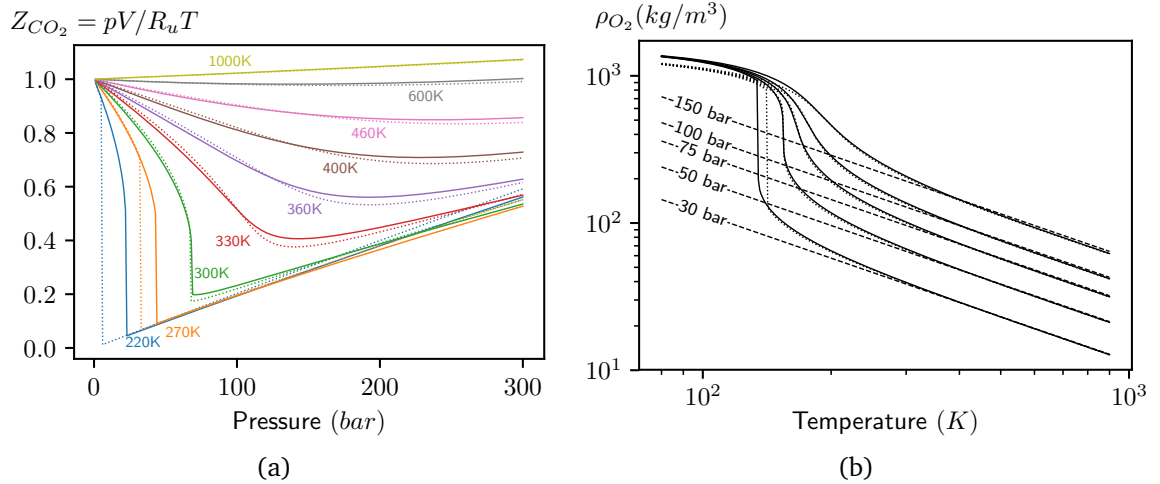 Z_{CO_2} = pV/R_uT
1.0
0.8
0.6
0.4
0.2
0.0
0
100
200
300
1000K
600K
460K
400K
360K
330K
300K
270K
220K
Pressure (bar)
(a)
ρ_{O_2}(kg/m^3)
10^3
10^2
10^1
10^2
10^3
150 bar
100 bar
75 bar
50 bar
30 bar
Temperature (K)
(b)